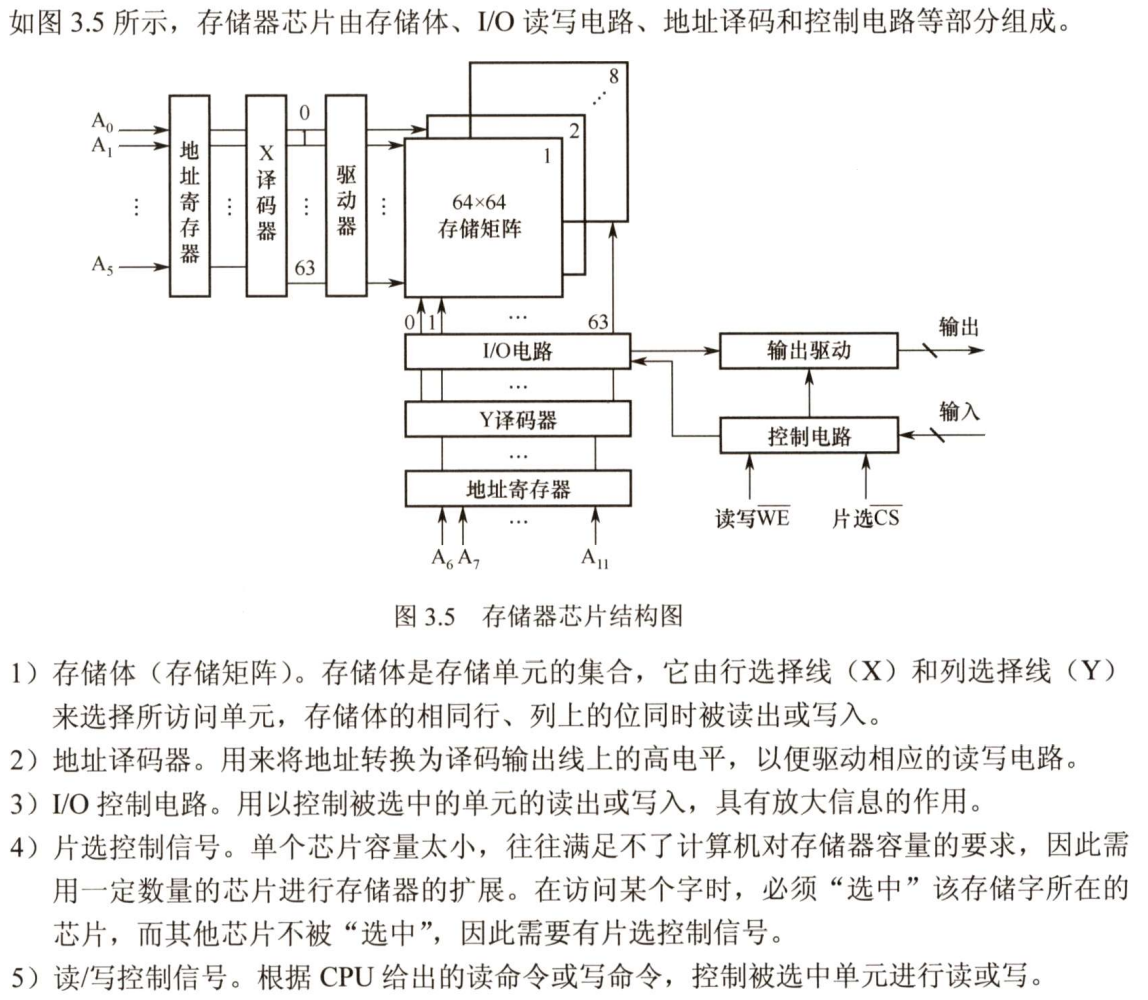 如图 3.5 所示，存储器芯片由存储体、I/O 读写电路、地址译码和控制电路等部分组成。
8
⋯
A₀
0
2
A₁
1
地址寄存器
X译码器
驱动器
⋮
⋮
⋮
⋮
64×64
存储矩阵
A₅
63
0
1
⋯
63
I/O电路
输出驱动
输出
⋯
Y译码器
控制电路
输入
⋯
地址寄存器
读写W̅E̅
片选C̅S̅
⋯
A₆ A₇
A₁₁
图 3.5 存储器芯片结构图
1）存储体（存储矩阵）。存储体是存储单元的集合，它由行选择线（X）和列选择线（Y）
来选择所访问单元，存储体的相同行、列上的位同时被读出或写入。
2）地址译码器。用来将地址转换为译码输出线上的高电平，以便驱动相应的读写电路。
3）I/O 控制电路。用以控制被选中的单元的读出或写入，具有放大信息的作用。
4）片选控制信号。单个芯片容量太小，往往满足不了计算机对存储器容量的要求，因此需
用一定数量的芯片进行存储器的扩展。在访问某个字时，必须“选中”该存储字所在的
芯片，而其他芯片不被“选中”，因此需要有片选控制信号。
5）读/写控制信号。根据 CPU 给出的读命令或写命令，控制被选中单元进行读或写。